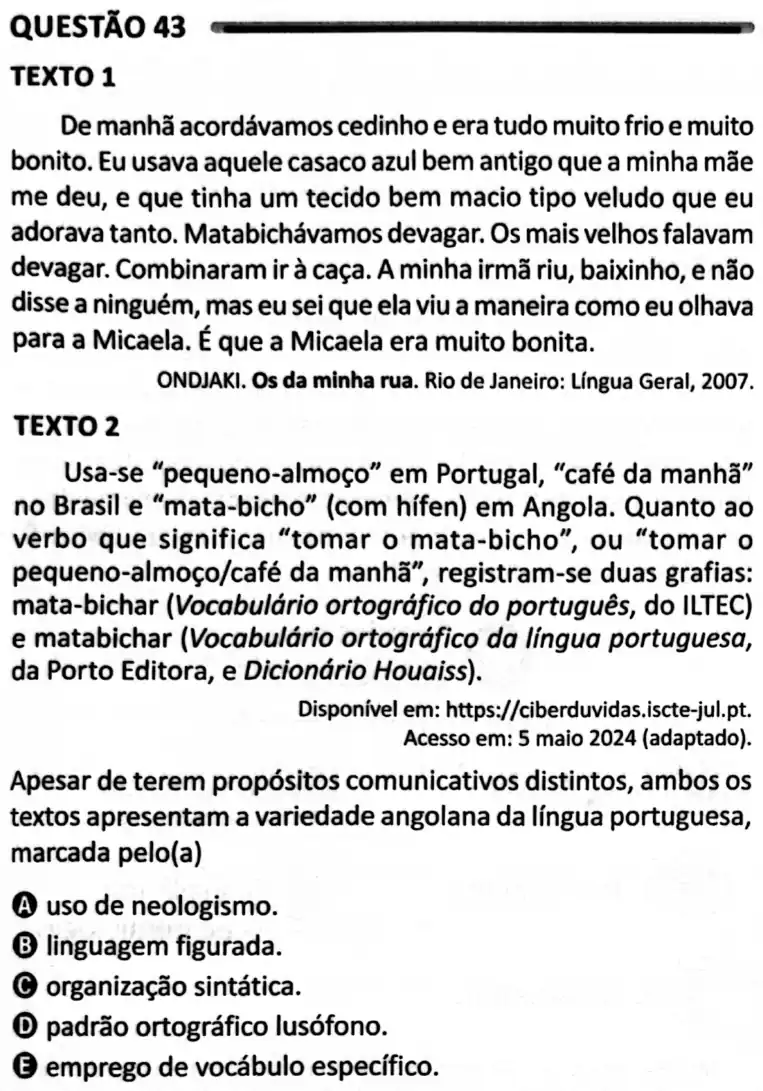 QUESTÃO 43
TEXTO 1
De manhã acordávamos cedinho e era tudo muito frio e muito
bonito. Eu usava aquele casaco azul bem antigo que a minha mãe
me deu, e que tinha um tecido bem macio tipo veludo que eu
adorava tanto. Matabichávamos devagar. Os mais velhos falavam
devagar. Combinaram ir à caça. A minha irmã riu, baixinho, e não
disse a ninguém, mas eu sei que ela viu a maneira como eu olhava
para a Micaela. É que a Micaela era muito bonita.
ONDJAKI. Os da minha rua. Rio de Janeiro: Língua Geral, 2007.
TEXTO 2
Usa-se “pequeno-almoço” em Portugal, “café da manhã”
no Brasil e “mata-bicho” (com hífen) em Angola. Quanto ao
verbo que significa “tomar o mata-bicho”, ou “tomar o
pequeno-almoço/café da manhã”, registram-se duas grafias:
mata-bichar (Vocabulário ortográfico do português, do ILTEC)
e matabichar (Vocabulário ortográfico da língua portuguesa,
da Porto Editora, e Dicionário Houaiss).
Disponível em: https://ciberduvidas.iscte-jul.pt.
Acesso em: 5 maio 2024 (adaptado).
Apesar de terem propósitos comunicativos distintos, ambos os
textos apresentam a variedade angolana da língua portuguesa,
marcada pelo(a)
A uso de neologismo.
B linguagem figurada.
C organização sintática.
D padrão ortográfico lusófono.
E emprego de vocábulo específico.